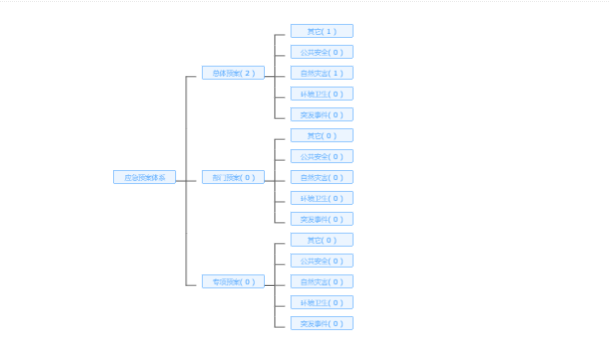 应急预案体系
总体预案( 2 )
其它( 1 )
公共安全( 0 )
自然灾害( 1 )
环境卫生( 0 )
突发事件( 0 )
部门预案( 0 )
其它( 0 )
公共安全( 0 )
自然灾害( 0 )
环境卫生( 0 )
突发事件( 0 )
专项预案( 0 )
其它( 0 )
公共安全( 0 )
自然灾害( 0 )
环境卫生( 0 )
突发事件( 0 )